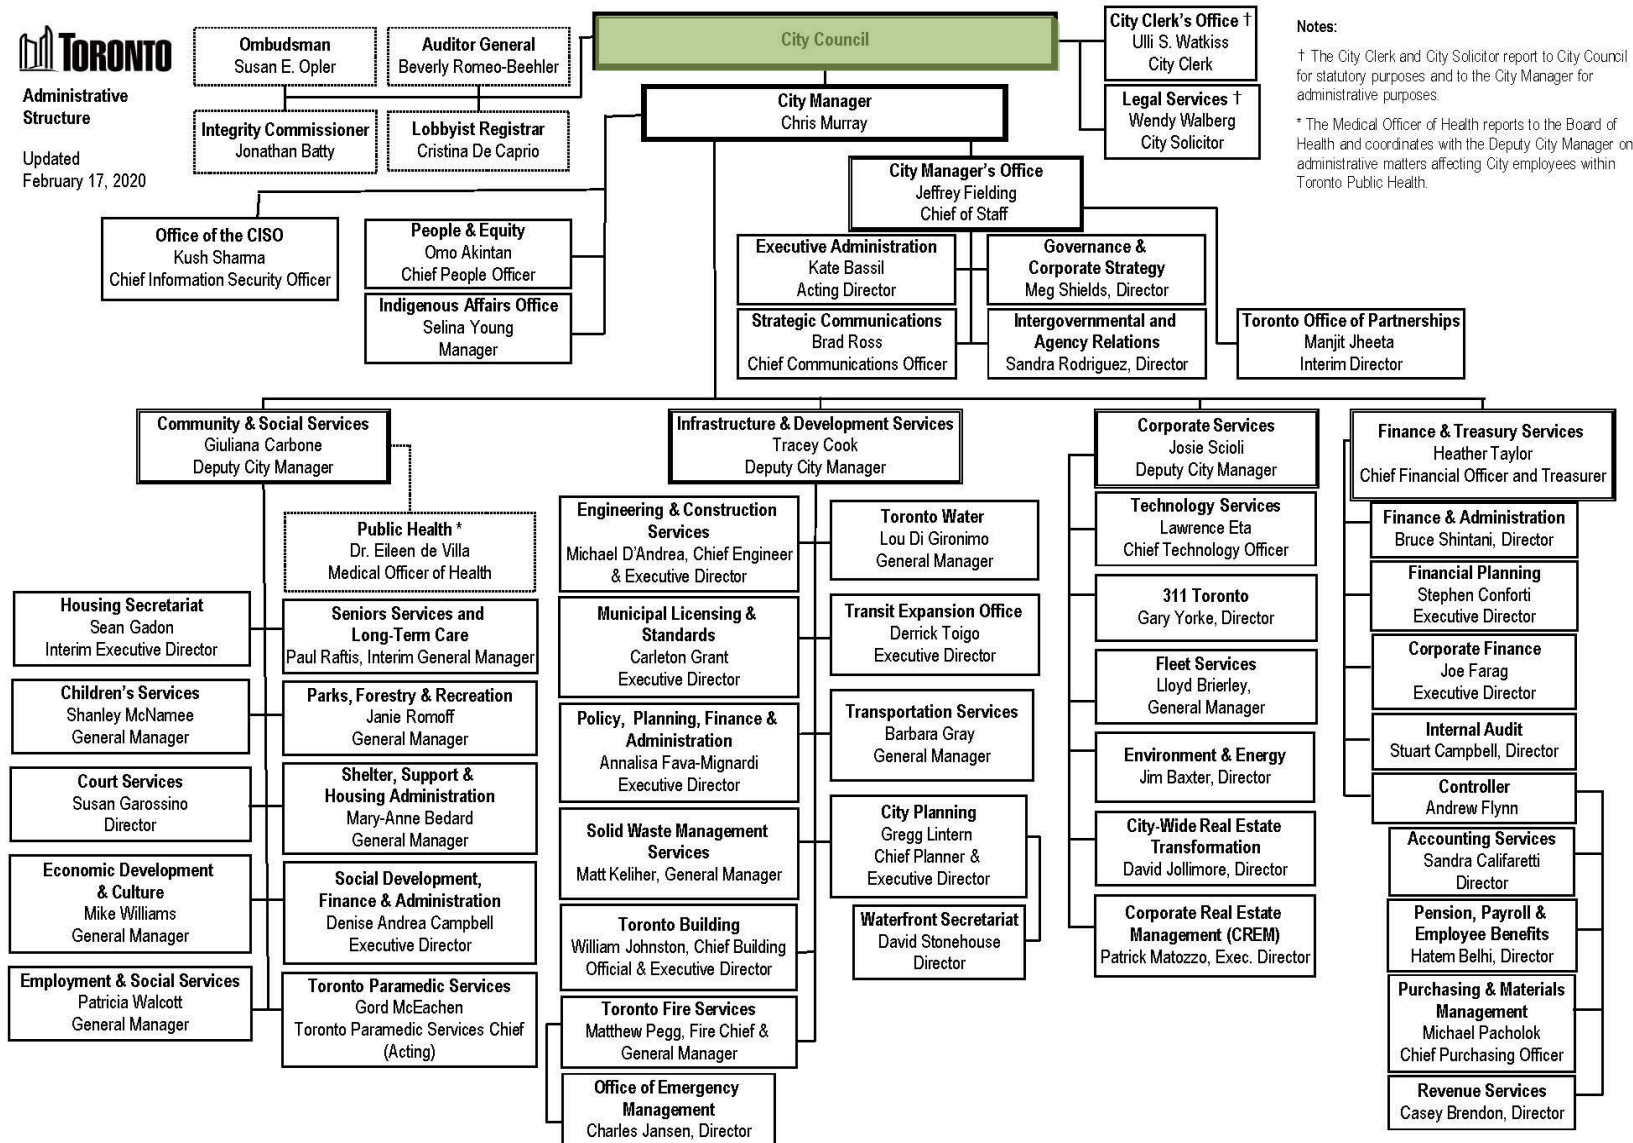 TORONTO
Administrative
Structure
Updated
February 17, 2020
Ombudsman
Susan E. Opler
Auditor General
Beverly Romeo-Beehler
Integrity Commissioner
Jonathan Batty
Lobbyist Registrar
Cristina De Caprio
City Council
City Clerk's Office †
Ulli S. Watkiss
City Clerk
Legal Services †
Wendy Walberg
City Solicitor
Notes:
† The City Clerk and City Solicitor report to City Council
for statutory purposes and to the City Manager for
administrative purposes.
* The Medical Officer of Health reports to the Board of
Health and coordinates with the Deputy City Manager on
administrative matters affecting City employees within
Toronto Public Health.
City Manager
Chris Murray
City Manager's Office
Jeffrey Fielding
Chief of Staff
Office of the CISO
Kush Sharma
Chief Information Security Officer
People & Equity
Omo Akintan
Chief People Officer
Indigenous Affairs Office
Selina Young
Manager
Executive Administration
Kate Bassil
Acting Director
Governance &
Corporate Strategy
Meg Shields, Director
Strategic Communications
Brad Ross
Chief Communications Officer
Intergovernmental and
Agency Relations
Sandra Rodriguez, Director
Toronto Office of Partnerships
Manjit Jheeta
Interim Director
Community & Social Services
Giuliana Carbone
Deputy City Manager
Public Health *
Dr. Eileen de Villa
Medical Officer of Health
Housing Secretariat
Sean Gadon
Interim Executive Director
Seniors Services and
Long-Term Care
Paul Raftis, Interim General Manager
Children's Services
Shanley McNamee
General Manager
Parks, Forestry & Recreation
Janie Romoff
General Manager
Court Services
Susan Garossino
Director
Shelter, Support &
Housing Administration
Mary-Anne Bedard
General Manager
Economic Development
& Culture
Mike Williams
General Manager
Social Development,
Finance & Administration
Denise Andrea Campbell
Executive Director
Employment & Social Services
Patricia Walcott
General Manager
Toronto Paramedic Services
Gord McEachen
Toronto Paramedic Services Chief
(Acting)
Infrastructure & Development Services
Tracey Cook
Deputy City Manager
Engineering & Construction
Services
Michael D'Andrea, Chief Engineer
& Executive Director
Toronto Water
Lou Di Gironimo
General Manager
Municipal Licensing &
Standards
Carleton Grant
Executive Director
Transit Expansion Office
Derrick Toigo
Executive Director
Policy, Planning, Finance &
Administration
Annalisa Fava-Mignardi
Executive Director
Transportation Services
Barbara Gray
General Manager
Solid Waste Management
Services
Matt Keliher, General Manager
City Planning
Gregg Lintern
Chief Planner &
Executive Director
Toronto Building
William Johnston, Chief Building
Official & Executive Director
Waterfront Secretariat
David Stonehouse
Director
Toronto Fire Services
Matthew Pegg, Fire Chief &
General Manager
Office of Emergency
Management
Charles Jansen, Director
Corporate Services
Josie Scioli
Deputy City Manager
Technology Services
Lawrence Eta
Chief Technology Officer
311 Toronto
Gary Yorke, Director
Fleet Services
Lloyd Brierley,
General Manager
Environment & Energy
Jim Baxter, Director
City-Wide Real Estate
Transformation
David Jollimore, Director
Corporate Real Estate
Management (CREM)
Patrick Matozzo, Exec. Director
Finance & Treasury Services
Heather Taylor
Chief Financial Officer and Treasurer
Finance & Administration
Bruce Shintani, Director
Financial Planning
Stephen Conforti
Executive Director
Corporate Finance
Joe Farag
Executive Director
Internal Audit
Stuart Campbell, Director
Controller
Andrew Flynn
Accounting Services
Sandra Califaretti
Director
Pension, Payroll &
Employee Benefits
Hatem Belhi, Director
Purchasing & Materials
Management
Michael Pacholok
Chief Purchasing Officer
Revenue Services
Casey Brendon, Director